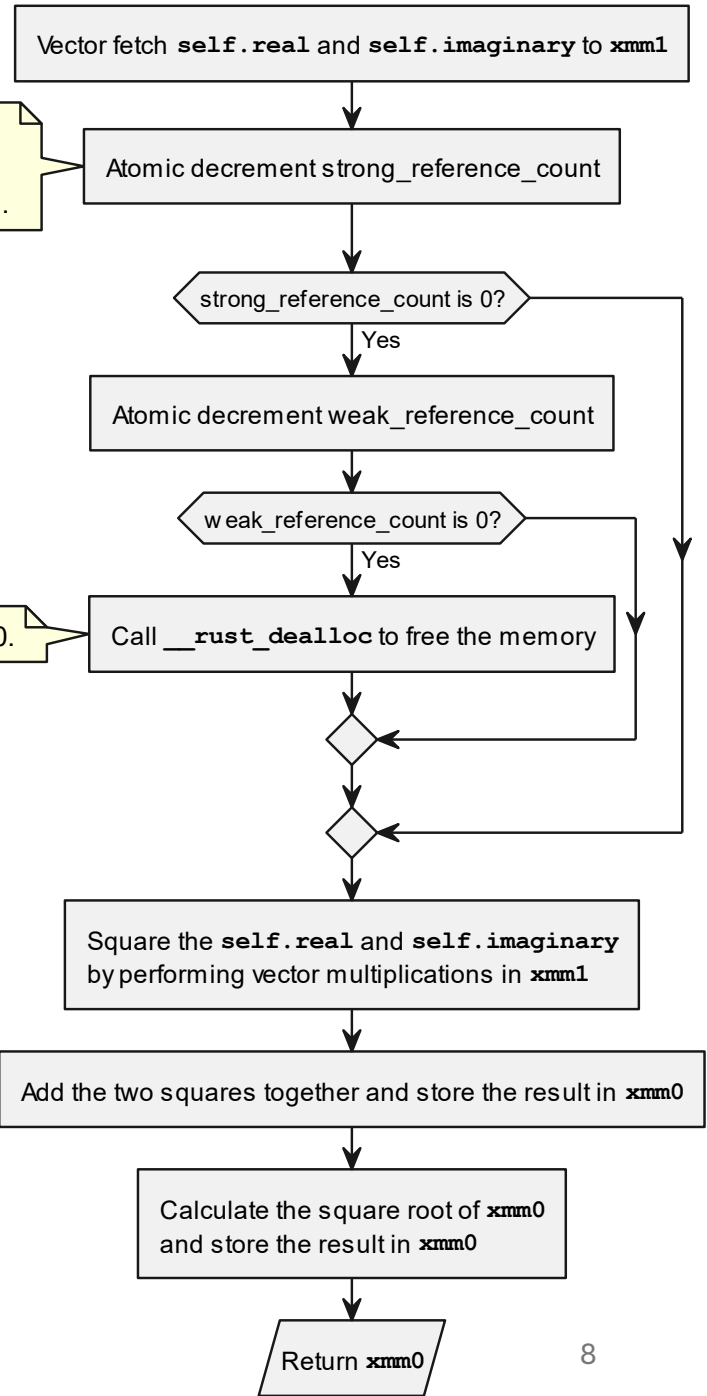 Vector fetch self.real and self.imaginary to xmm1
Atomic decrement strong_reference_count
.
strong_reference_count is 0?
Yes
Atomic decrement weak_reference_count
weak_reference_count is 0?
Yes
0.
Call __rust_dealloc to free the memory
Square the self.real and self.imaginary
by performing vector multiplications in xmm1
Add the two squares together and store the result in xmm0
Calculate the square root of xmm0
and store the result in xmm0
Return xmm0
8